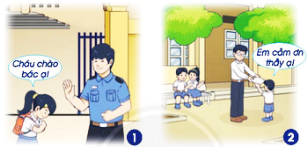 Cháu chào
bác ạ!
1
Em cảm ơn
thầy ạ!
2